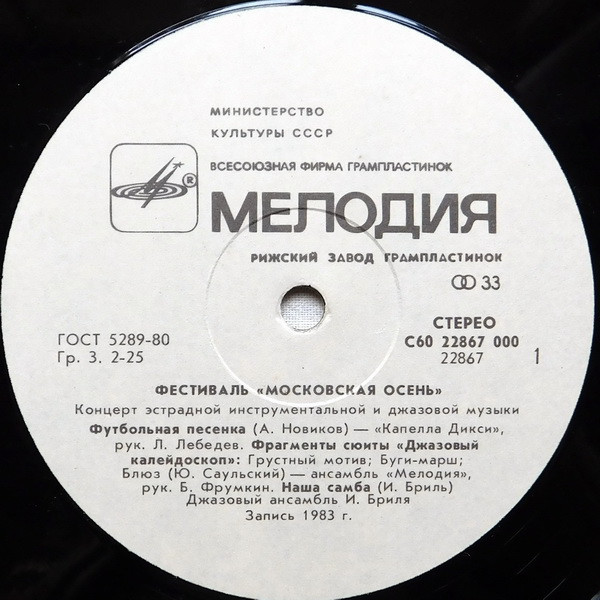 МИНИСТЕРСТВО
КУЛЬТУРЫ СССР
ВСЕСОЮЗНАЯ ФИРМА ГРАМПЛАСТИНОК
®
МЕЛОДИЯ
РИЖСКИЙ ЗАВОД ГРАМПЛАСТИНОК
33
СТЕРЕО
ГОСТ 5289-80
С60 22867 000
Гр. 3. 2-25
22867 1
ФЕСТИВАЛЬ «МОСКОВСКАЯ ОСЕНЬ»
Концерт эстрадной инструментальной и джазовой музыки
Футбольная песенка (А. Новиков) — «Капелла Дикси»,
рук. Л. Лебедев. Фрагменты сюиты «Джазовый
калейдоскоп»: Грустный мотив; Буги-марш;
Блюз (Ю. Саульский) — ансамбль «Мелодия»,
рук. Б. Фрумкин. Наша самба (И. Бриль)
Джазовый ансамбль И. Бриля
Запись 1983 г.